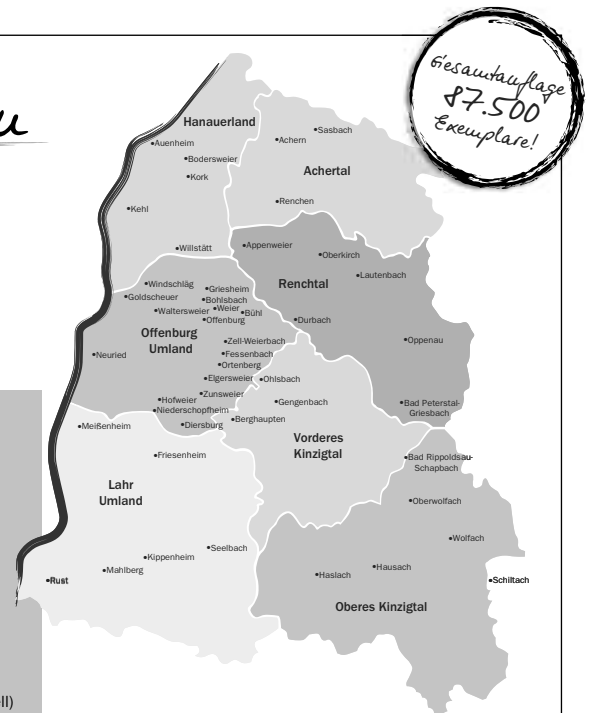 u
Gesamtauflage
87.500
Exemplare!
Hanauerland
•Auenheim
•Bodersweier
•Kork
•Kehl
•Willstätt
•Sasbach
•Achern
Achertal
•Renchen
•Appenweier
•Oberkirch
•Lautenbach
Renchtal
•Durbach
•Oppenau
•Bad Peterstal-
Griesbach
•Windschläg
•Griesheim
•Goldscheuer
•Bohlsbach
•Waltersweier
•Weier
•Bühl
•Offenburg
Offenburg
Umland
•Zell-Weierbach
•Neuried
•Fessenbach
•Ortenberg
•Elgersweier
•Zunsweier
•Hofweier
•Niederschopfheim
•Diersburg
•Ohlsbach
•Gengenbach
•Berghaupten
Vorderes
Kinzigtal
•Meißenheim
•Friesenheim
Lahr
Umland
•Seelbach
•Kippenheim
•Mahlberg
•Rust
•Bad Rippoldsau-
Schapbach
•Oberwolfach
•Wolfach
•Hausach
•Haslach
•Schiltach
Oberes Kinzigtal
ll)